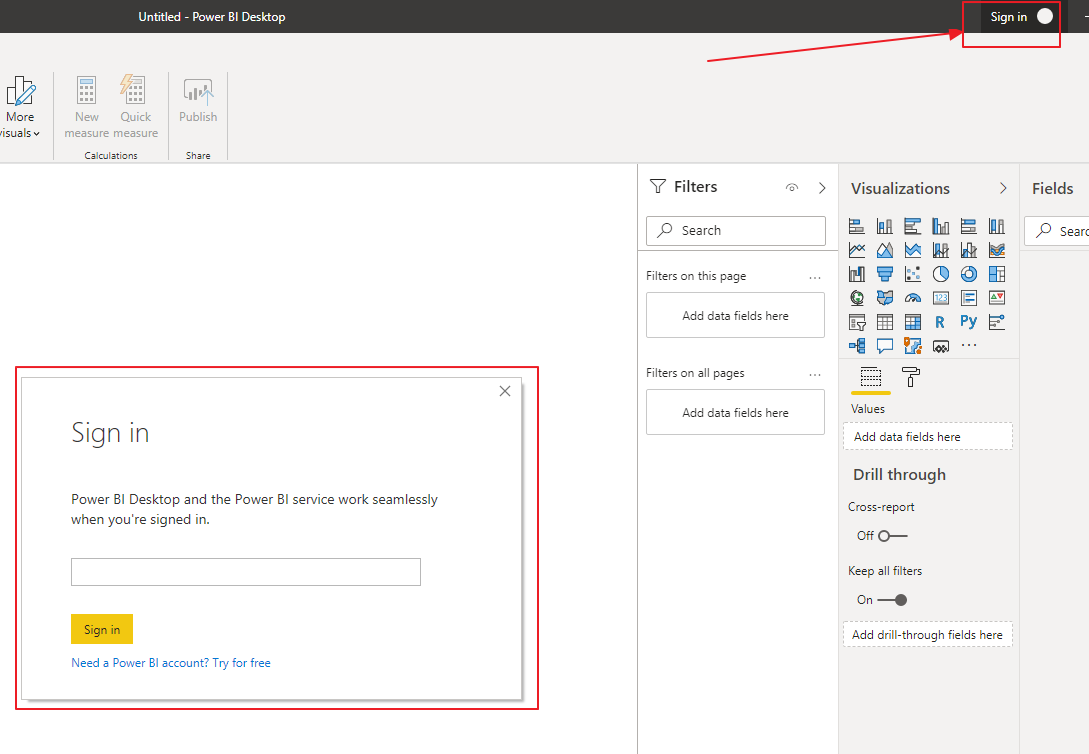 Untitled - Power BI Desktop
Sign in
More
visuals
New
measure
Quick
measure
Calculations
Publish
Share
Filters
Search
Filters on this page
...
Add data fields here
Filters on all pages
...
Add data fields here
Visualizations
123
R
Py
...
Values
Add data fields here
Drill through
Cross-report
Off
Keep all filters
On
Add drill-through fields here
Fields
Sear
Sign in
Power BI Desktop and the Power BI service work seamlessly
when you're signed in.
Sign in
Need a Power BI account? Try for free